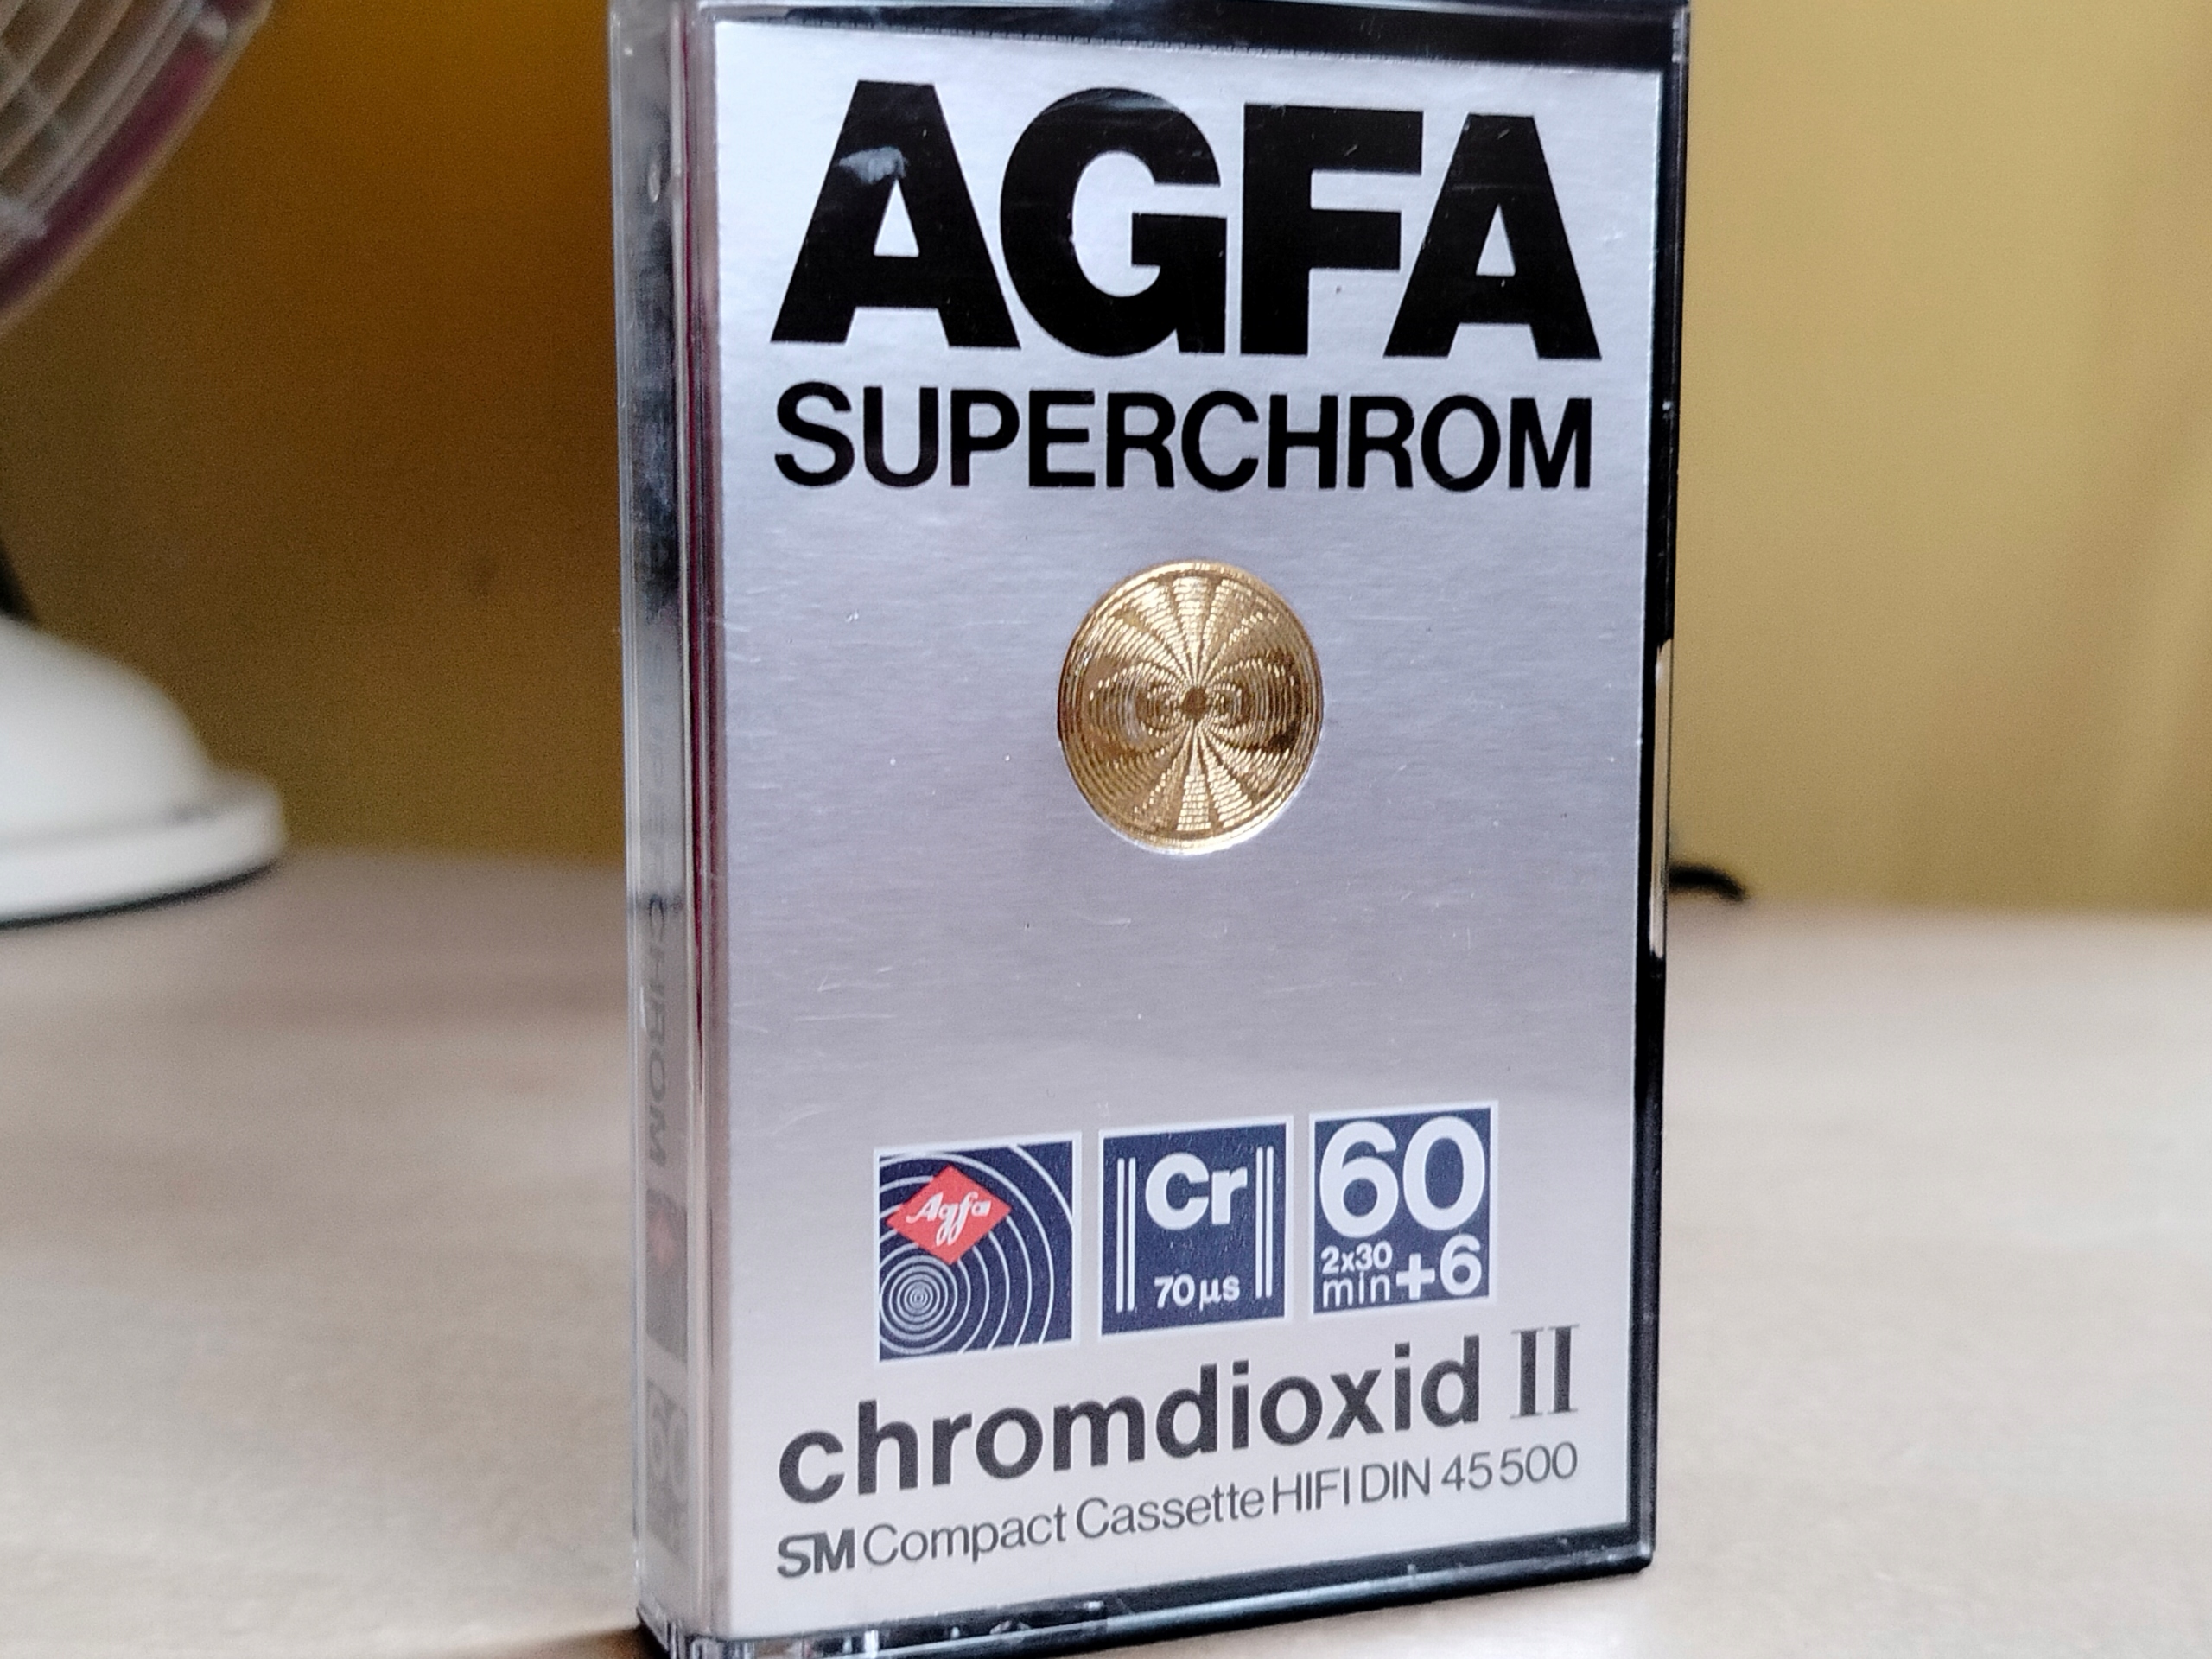 AGFA
SUPERCHROM
Agfa
Cr
70 µs
60
2x30
min +6
chromdioxid II
SM Compact Cassette HIFI DIN 45 500
CHROM